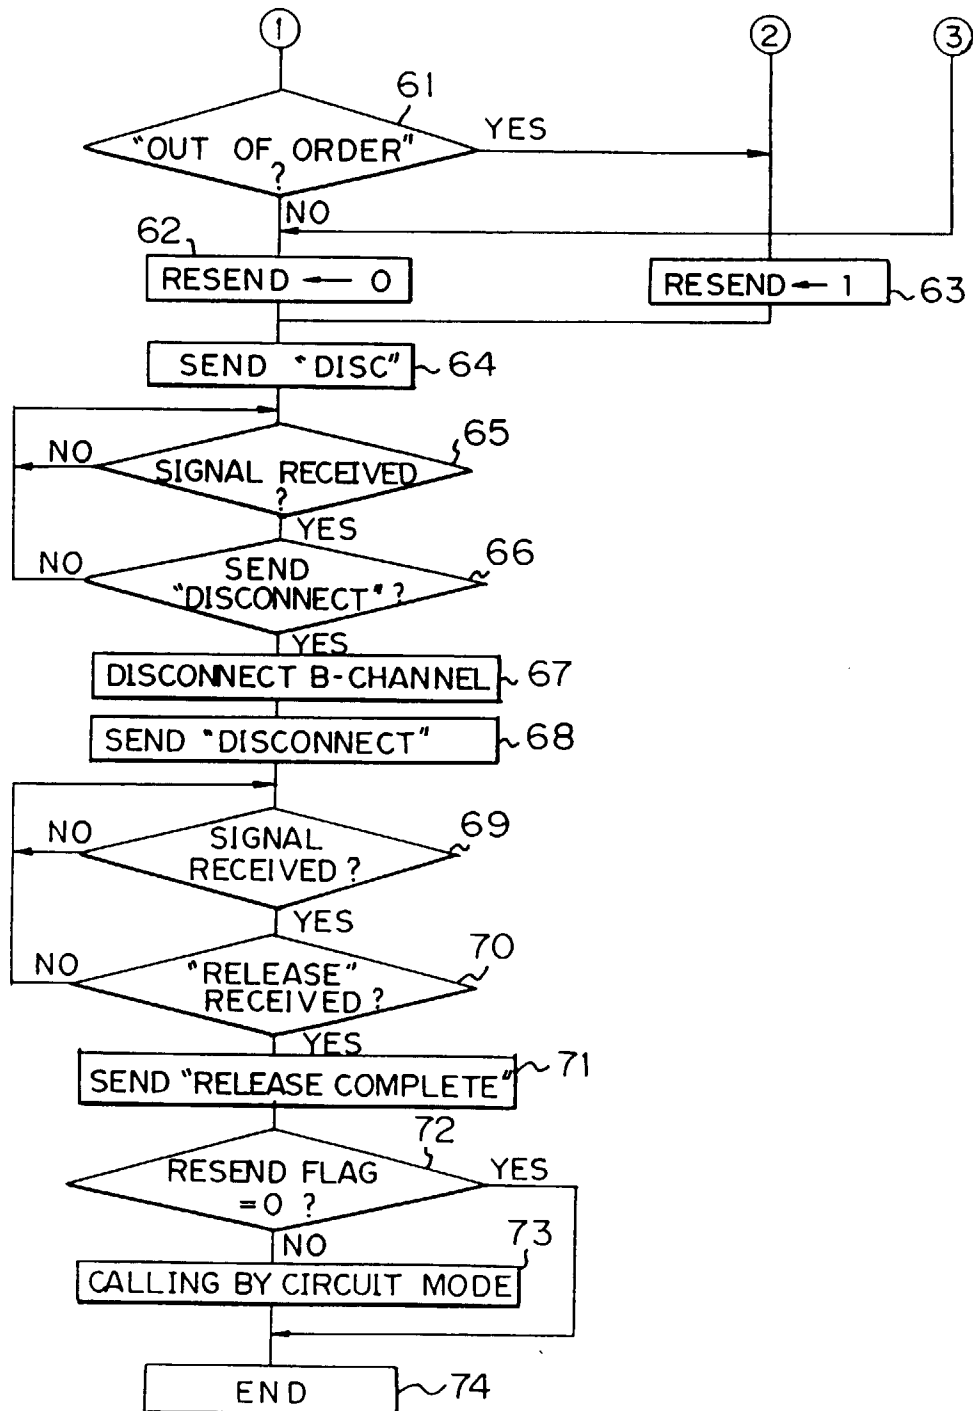 ① ② ③
61
"OUT OF ORDER"
?
YES
NO
62
RESEND ← 0
RESEND ← 1
63
SEND "DISC"
64
65
NO
SIGNAL RECEIVED
?
YES
66
NO
SEND
"DISCONNECT" ?
YES
DISCONNECT B-CHANNEL
67
SEND "DISCONNECT"
68
69
NO
SIGNAL
RECEIVED ?
YES
70
NO
"RELEASE"
RECEIVED ?
YES
71
SEND "RELEASE COMPLETE"
72
RESEND FLAG
=0 ?
YES
NO
73
CALLING BY CIRCUIT MODE
END
74